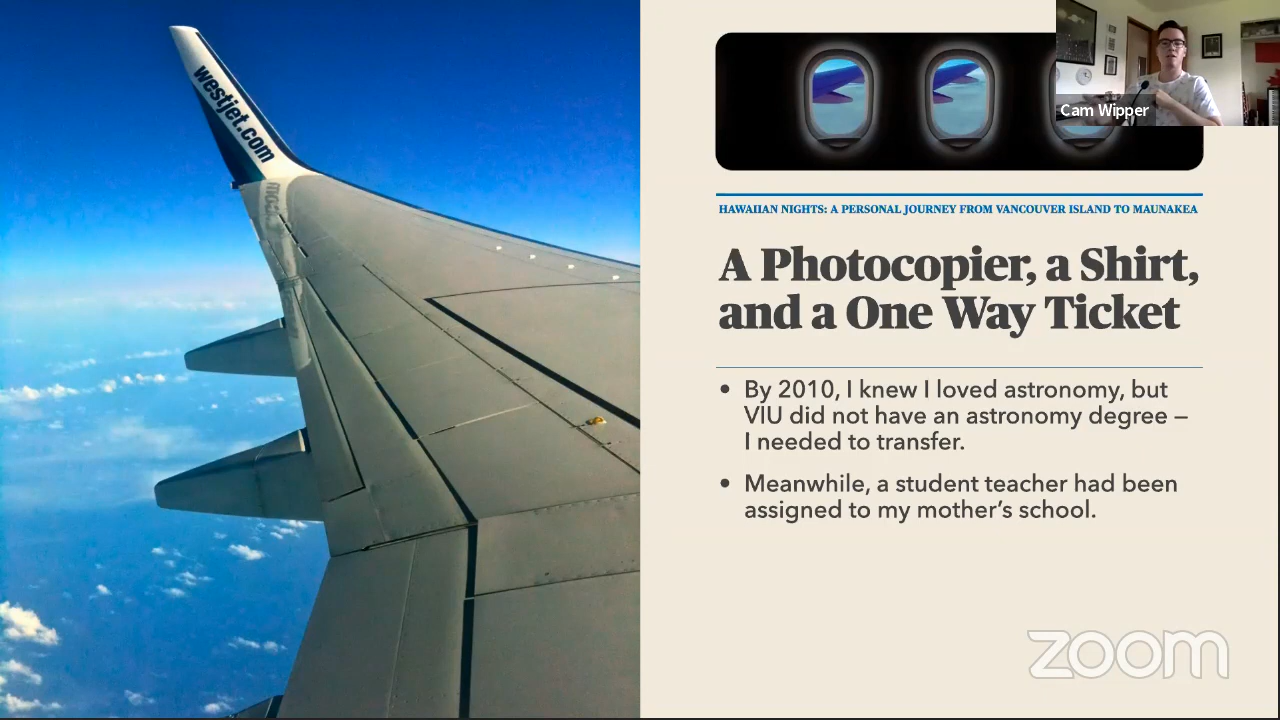 westjet.com
Cam Wipper
HAWAIIAN NIGHTS: A PERSONAL JOURNEY FROM VANCOUVER ISLAND TO MAUNAKEA
A Photocopier, a Shirt,
and a One Way Ticket
• By 2010, I knew I loved astronomy, but
VIU did not have an astronomy degree –
I needed to transfer.
• Meanwhile, a student teacher had been
assigned to my mother’s school.
zoom